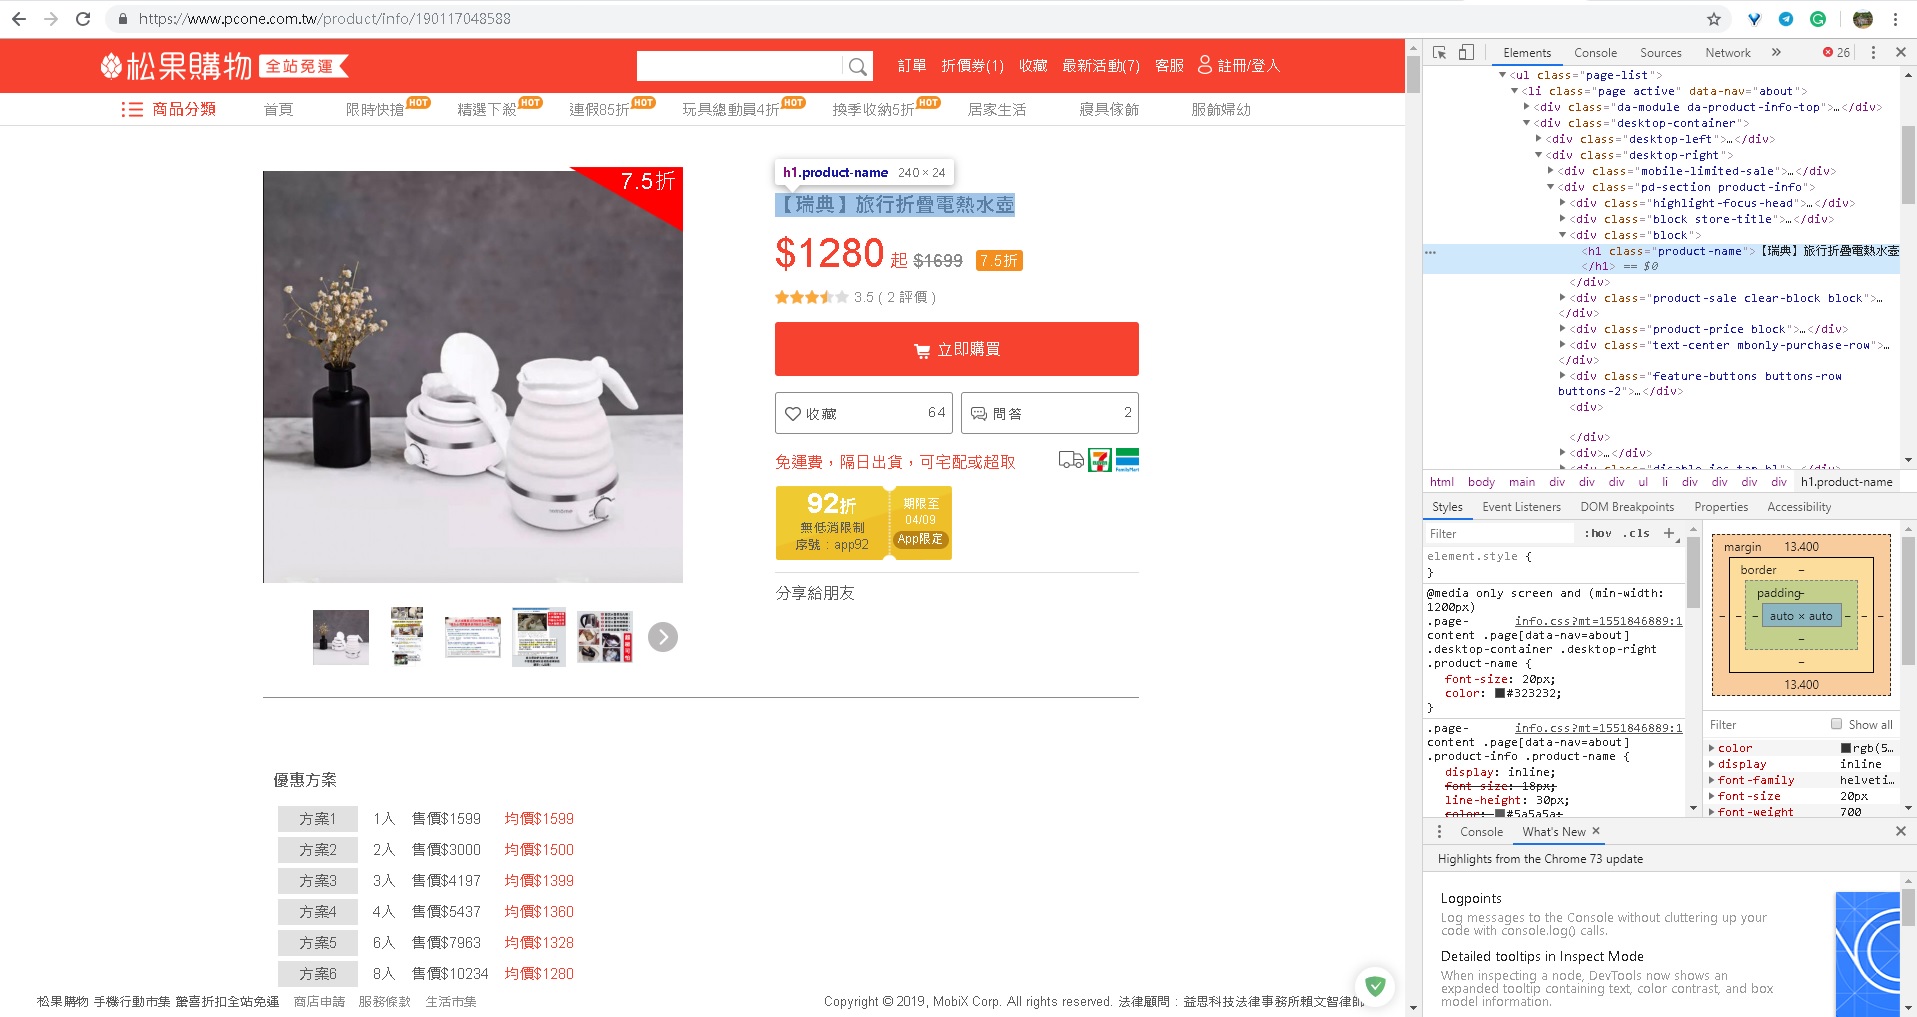 https://www.pcone.com.tw/product/info/190117048588
松果購物 全站免運
訂單 折價券(1) 收藏 最新活動(7) 客服 註冊/登入
商品分類 首頁 限時快搶 HOT 精選下殺 HOT 連假85折 HOT 玩具總動員4折 HOT 換季收納5折 HOT 居家生活 寢具傢飾 服飾婦幼
7.5折
h1.product-name 240 × 24
【瑞典】旅行折疊電熱水壺
$1280 起 $1699 7.5折
3.5 ( 2 評價 )
立即購買
收藏 64 問答 2
免運費，隔日出貨，可宅配或超取
92折
無低消限制
序號：app92
期限至
04/09
App限定
分享給朋友
優惠方案
方案1 1人 售價$1599 均價$1599
方案2 2人 售價$3000 均價$1500
方案3 3人 售價$4197 均價$1399
方案4 4人 售價$5437 均價$1360
方案5 6人 售價$7963 均價$1328
方案6 8人 售價$10234 均價$1280
松果購物 手機行動市集 驚喜折扣全站免運 商店申請 服務條款 生活市集
Copyright © 2019, MobiX Corp. All rights reserved. 法律顧問：益思科技法律事務所賴文智律師
Elements Console Sources Network » 26
<ul class="page-list">
<li class="page active" data-nav="about">
<div class="da-module da-product-info-top">…</div>
<div class="desktop-container">
<div class="desktop-left">…</div>
<div class="desktop-right">
<div class="mobile-limited-sale">…</div>
<div class="pd-section product-info">
<div class="highlight-focus-head">…</div>
<div class="block store-title">…</div>
<div class="block">
<h1 class="product-name">【瑞典】旅行折疊電熱水壺
</h1> == $0
</div>
<div class="product-sale clear-block block">…
</div>
<div class="product-price block">…</div>
<div class="text-center mbonly-purchase-row">…
</div>
<div class="feature-buttons buttons-row
buttons-2">…</div>
<div>
</div>
<div>…</div>
html body main div div div ul li div div div div h1.product-name
Styles Event Listeners DOM Breakpoints Properties Accessibility
Filter :hov .cls +
element.style {
}
@media only screen and (min-width:
1200px)
.page- info.css?mt=1551846889:1
content .page[data-nav=about]
.desktop-container .desktop-right
.product-name {
font-size: 20px;
color: #323232;
}
.page- info.css?mt=1551846889:1
content .page[data-nav=about]
.product-info .product-name {
display: inline;
font-size: 18px;
line-height: 30px;
color: #5a5a5a;
margin 13.400
border –
padding –
– – – auto × auto – – –
–
–
13.400
Filter Show all
color rgb(5…
display inline
font-family helveti…
font-size 20px
font-weight 700
Console What's New ×
Highlights from the Chrome 73 update
Logpoints
Log messages to the Console without cluttering up your
code with console.log() calls.
Detailed tooltips in Inspect Mode
When inspecting a node, DevTools now shows an
expanded tooltip containing text, color contrast, and box
model information.